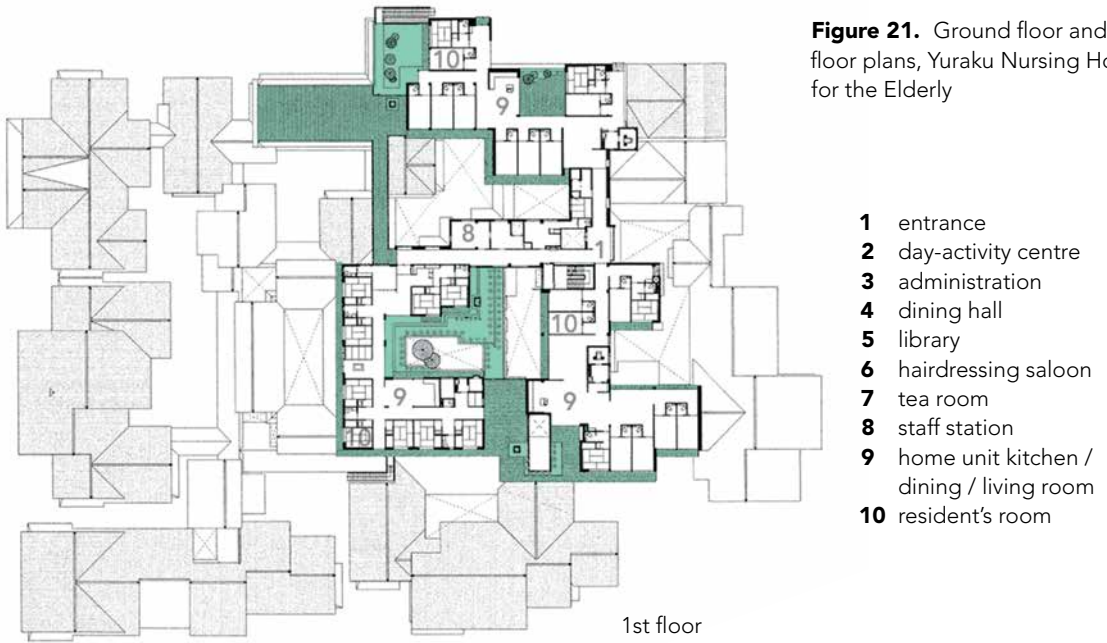 Figure 21. Ground floor and
floor plans, Yuraku Nursing Ho
for the Elderly
10
9
8
1
10
9
9
10
1 entrance
2 day-activity centre
3 administration
4 dining hall
5 library
6 hairdressing saloon
7 tea room
8 staff station
9 home unit kitchen /
dining / living room
10 resident's room
1st floor